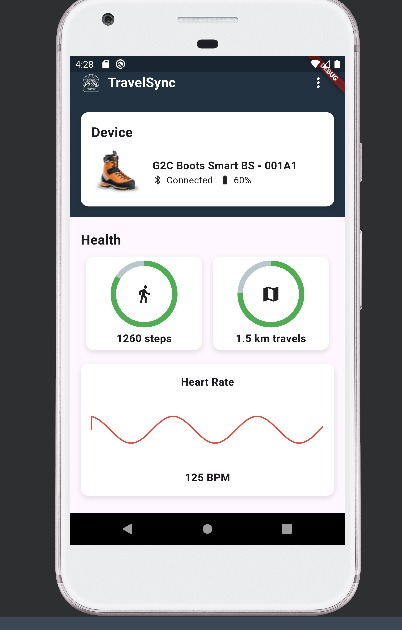 4:28
DEBUG
TravelSync
Device
G2C Boots Smart BS - 001A1
Connected 60%
Health
1260 steps
1.5 km travels
Heart Rate
125 BPM